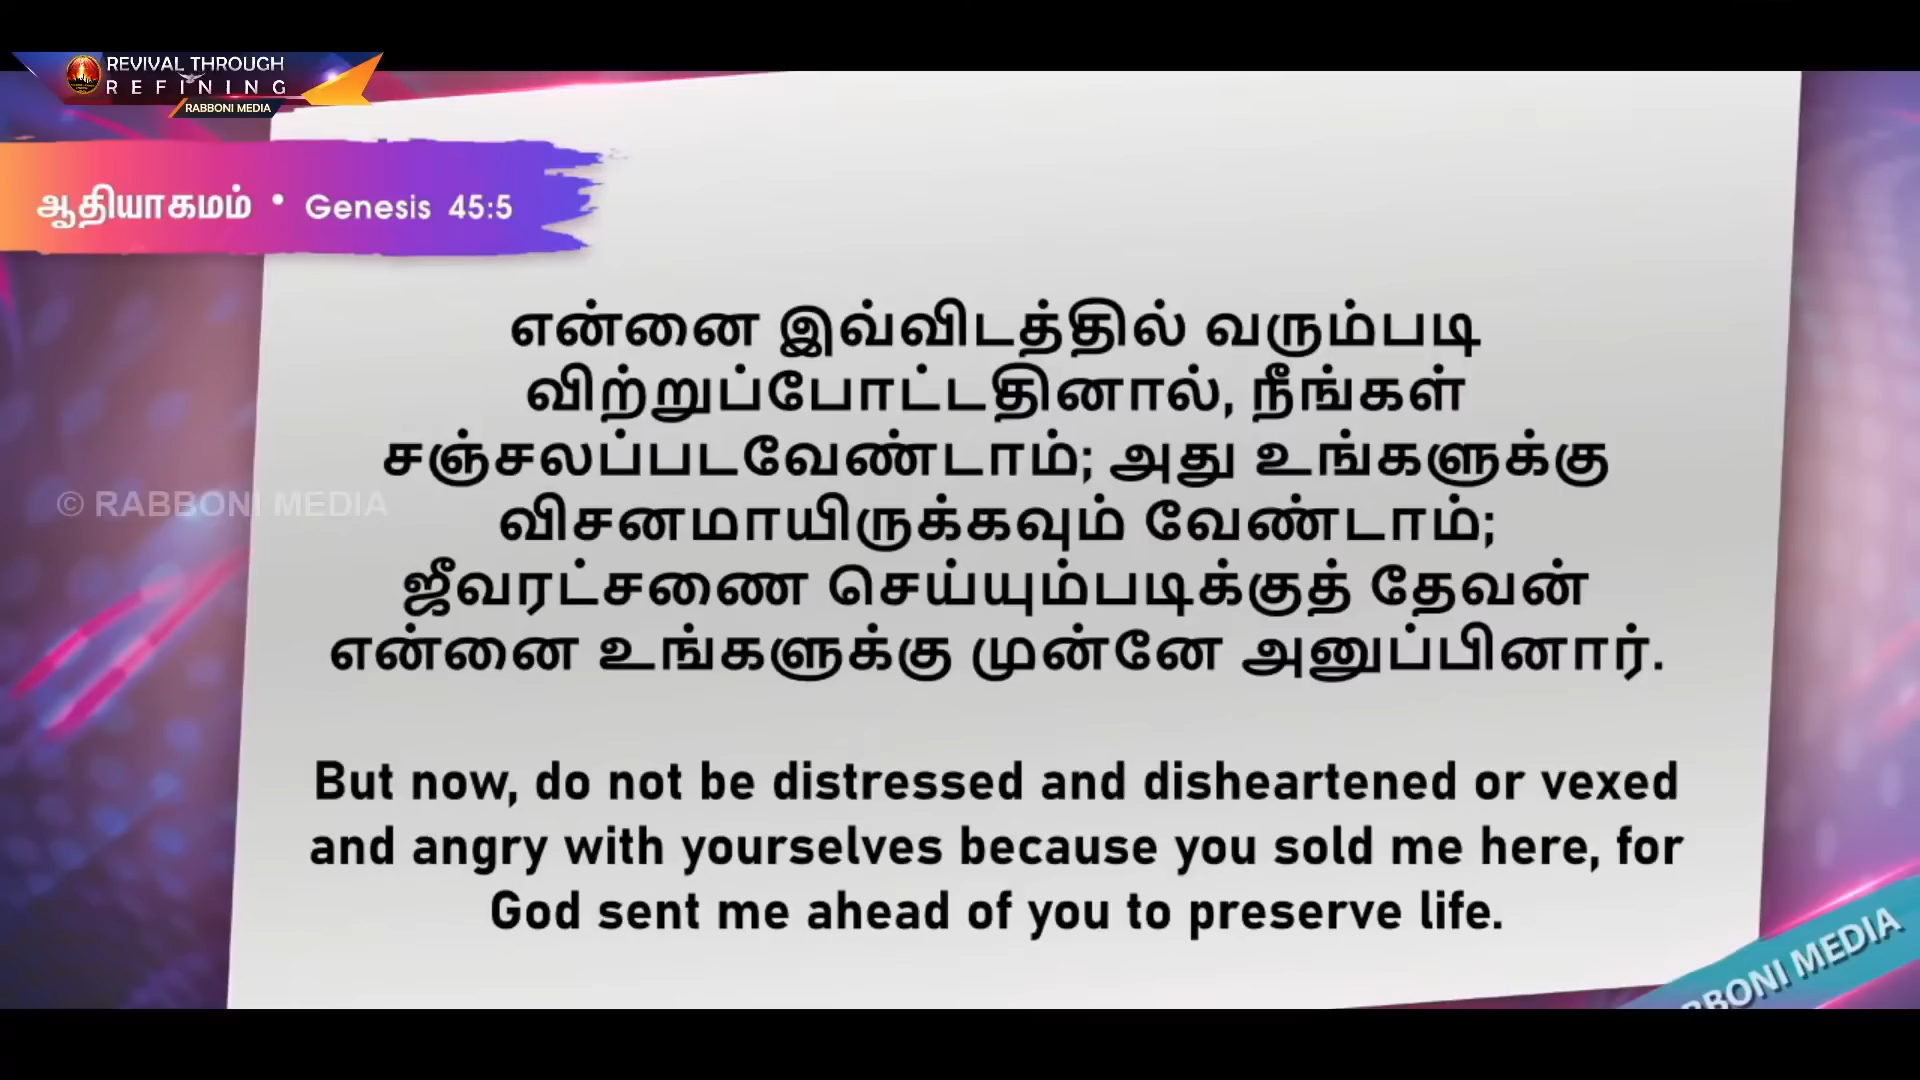 REVIVAL THROUGH
REFINING
RABBONI MEDIA
ஆதியாகமம் • Genesis 45:5
என்னை இவ்விடத்தில் வரும்படி
விற்றுப்போட்டதினால், நீங்கள்
சஞ்சலப்படவேண்டாம்; அது உங்களுக்கு
விசனமாயிருக்கவும் வேண்டாம்;
ஜீவரட்சணை செய்யும்படிக்குத் தேவன்
என்னை உங்களுக்கு முன்னே அனுப்பினார்.
© RABBONI MEDIA
But now, do not be distressed and disheartened or vexed
and angry with yourselves because you sold me here, for
God sent me ahead of you to preserve life.
BBONI MEDIA